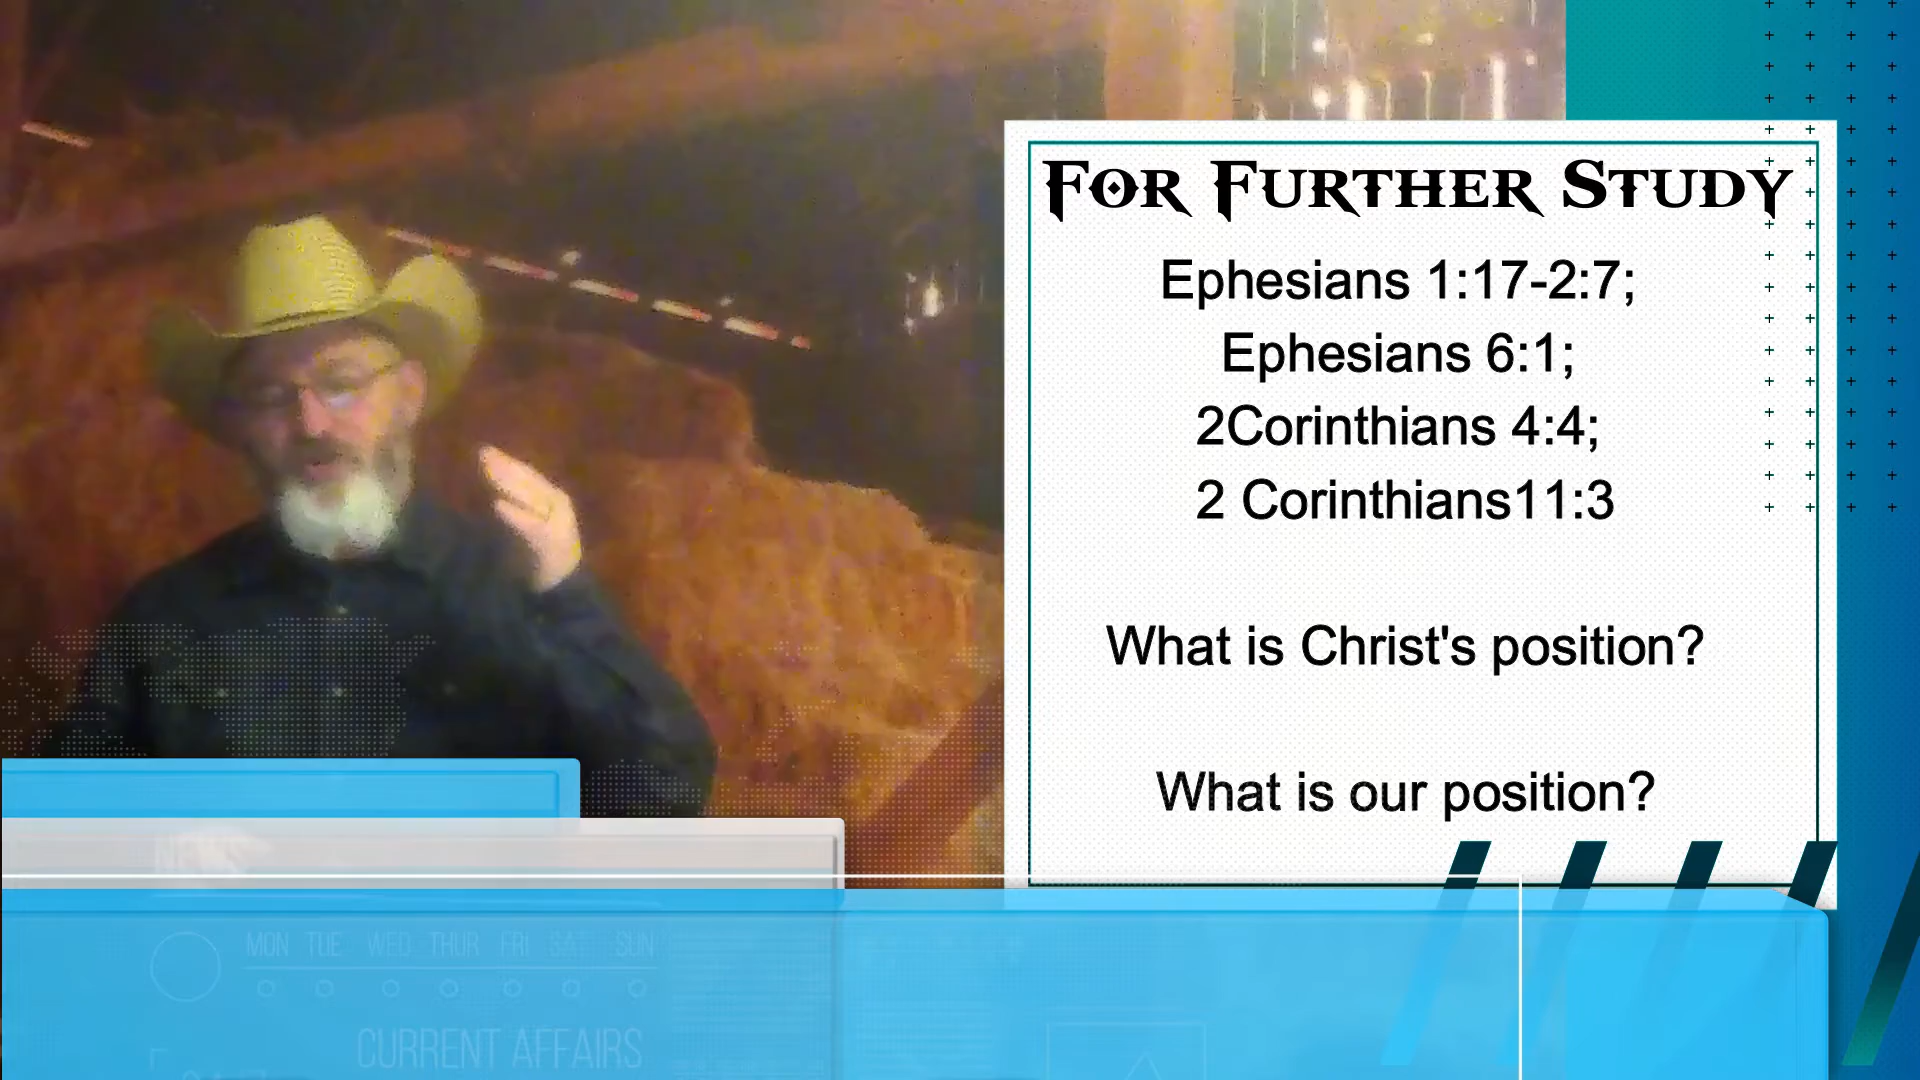 For Further Study
Ephesians 1:17-2:7;
Ephesians 6:1;
2Corinthians 4:4;
2 Corinthians11:3
What is Christ's position?
What is our position?
NEWS
MON TUE WED THUR FRI SAT SUN
CURRENT AFFAIRS